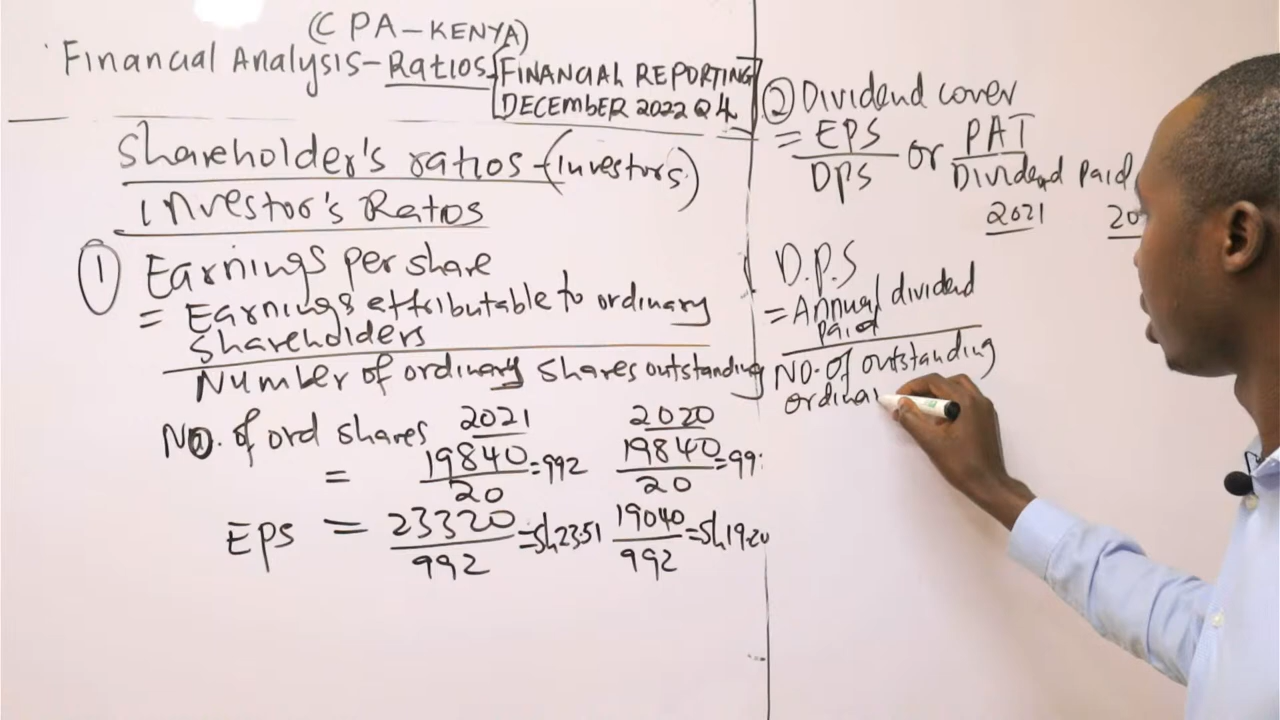 (CPA-KENYA)
Financial Analysis-Ratios
FINANCIAL REPORTING
DECEMBER 2022 Q4
Shareholder's ratios-(Investors)
Investor's Ratios
① Earnings per share
= Earnings attributable to ordinary
shareholders
Number of ordinary shares outstanding
2021 2020
No. of ord shares
= 19840 =992 19840 =99
20 20
Eps = 23320 =Sh23.51 19040 =Sh19.20
992 992
② Dividend cover
= EPS or PAT
DPS Dividend paid
2021 20
D.P.S
= Annual dividend
paid
No. of outstanding
ordinar